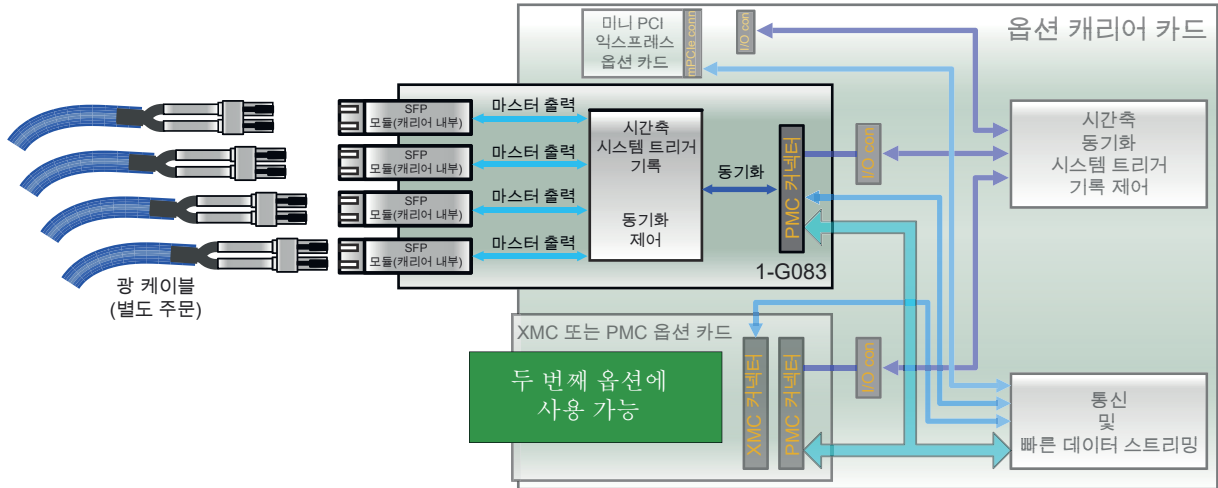 미니 PCI
익스프레스
옵션 카드
mPCIe conn
I/O con
옵션 캐리어 카드
SFP
모듈(캐리어 내부)
마스터 출력
SFP
모듈(캐리어 내부)
마스터 출력
SFP
모듈(캐리어 내부)
마스터 출력
SFP
모듈(캐리어 내부)
마스터 출력
시간축
시스템 트리거
기록
동기화
제어
동기화
PMC 커넥터
I/O con
1-G083
시간축
동기화
시스템 트리거
기록 제어
광 케이블
(별도 주문)
XMC 또는 PMC 옵션 카드
두 번째 옵션에
사용 가능
XMC 커넥터
PMC 커넥터
I/O con
통신
및
빠른 데이터 스트리밍